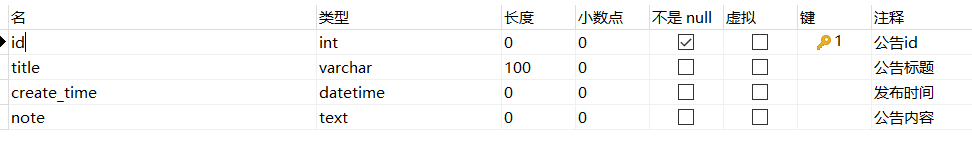 名 类型 长度 小数点 不是 null 虚拟 键 注释
id int 0 0 1 公告id
title varchar 100 0 公告标题
create_time datetime 0 0 发布时间
note text 0 0 公告内容